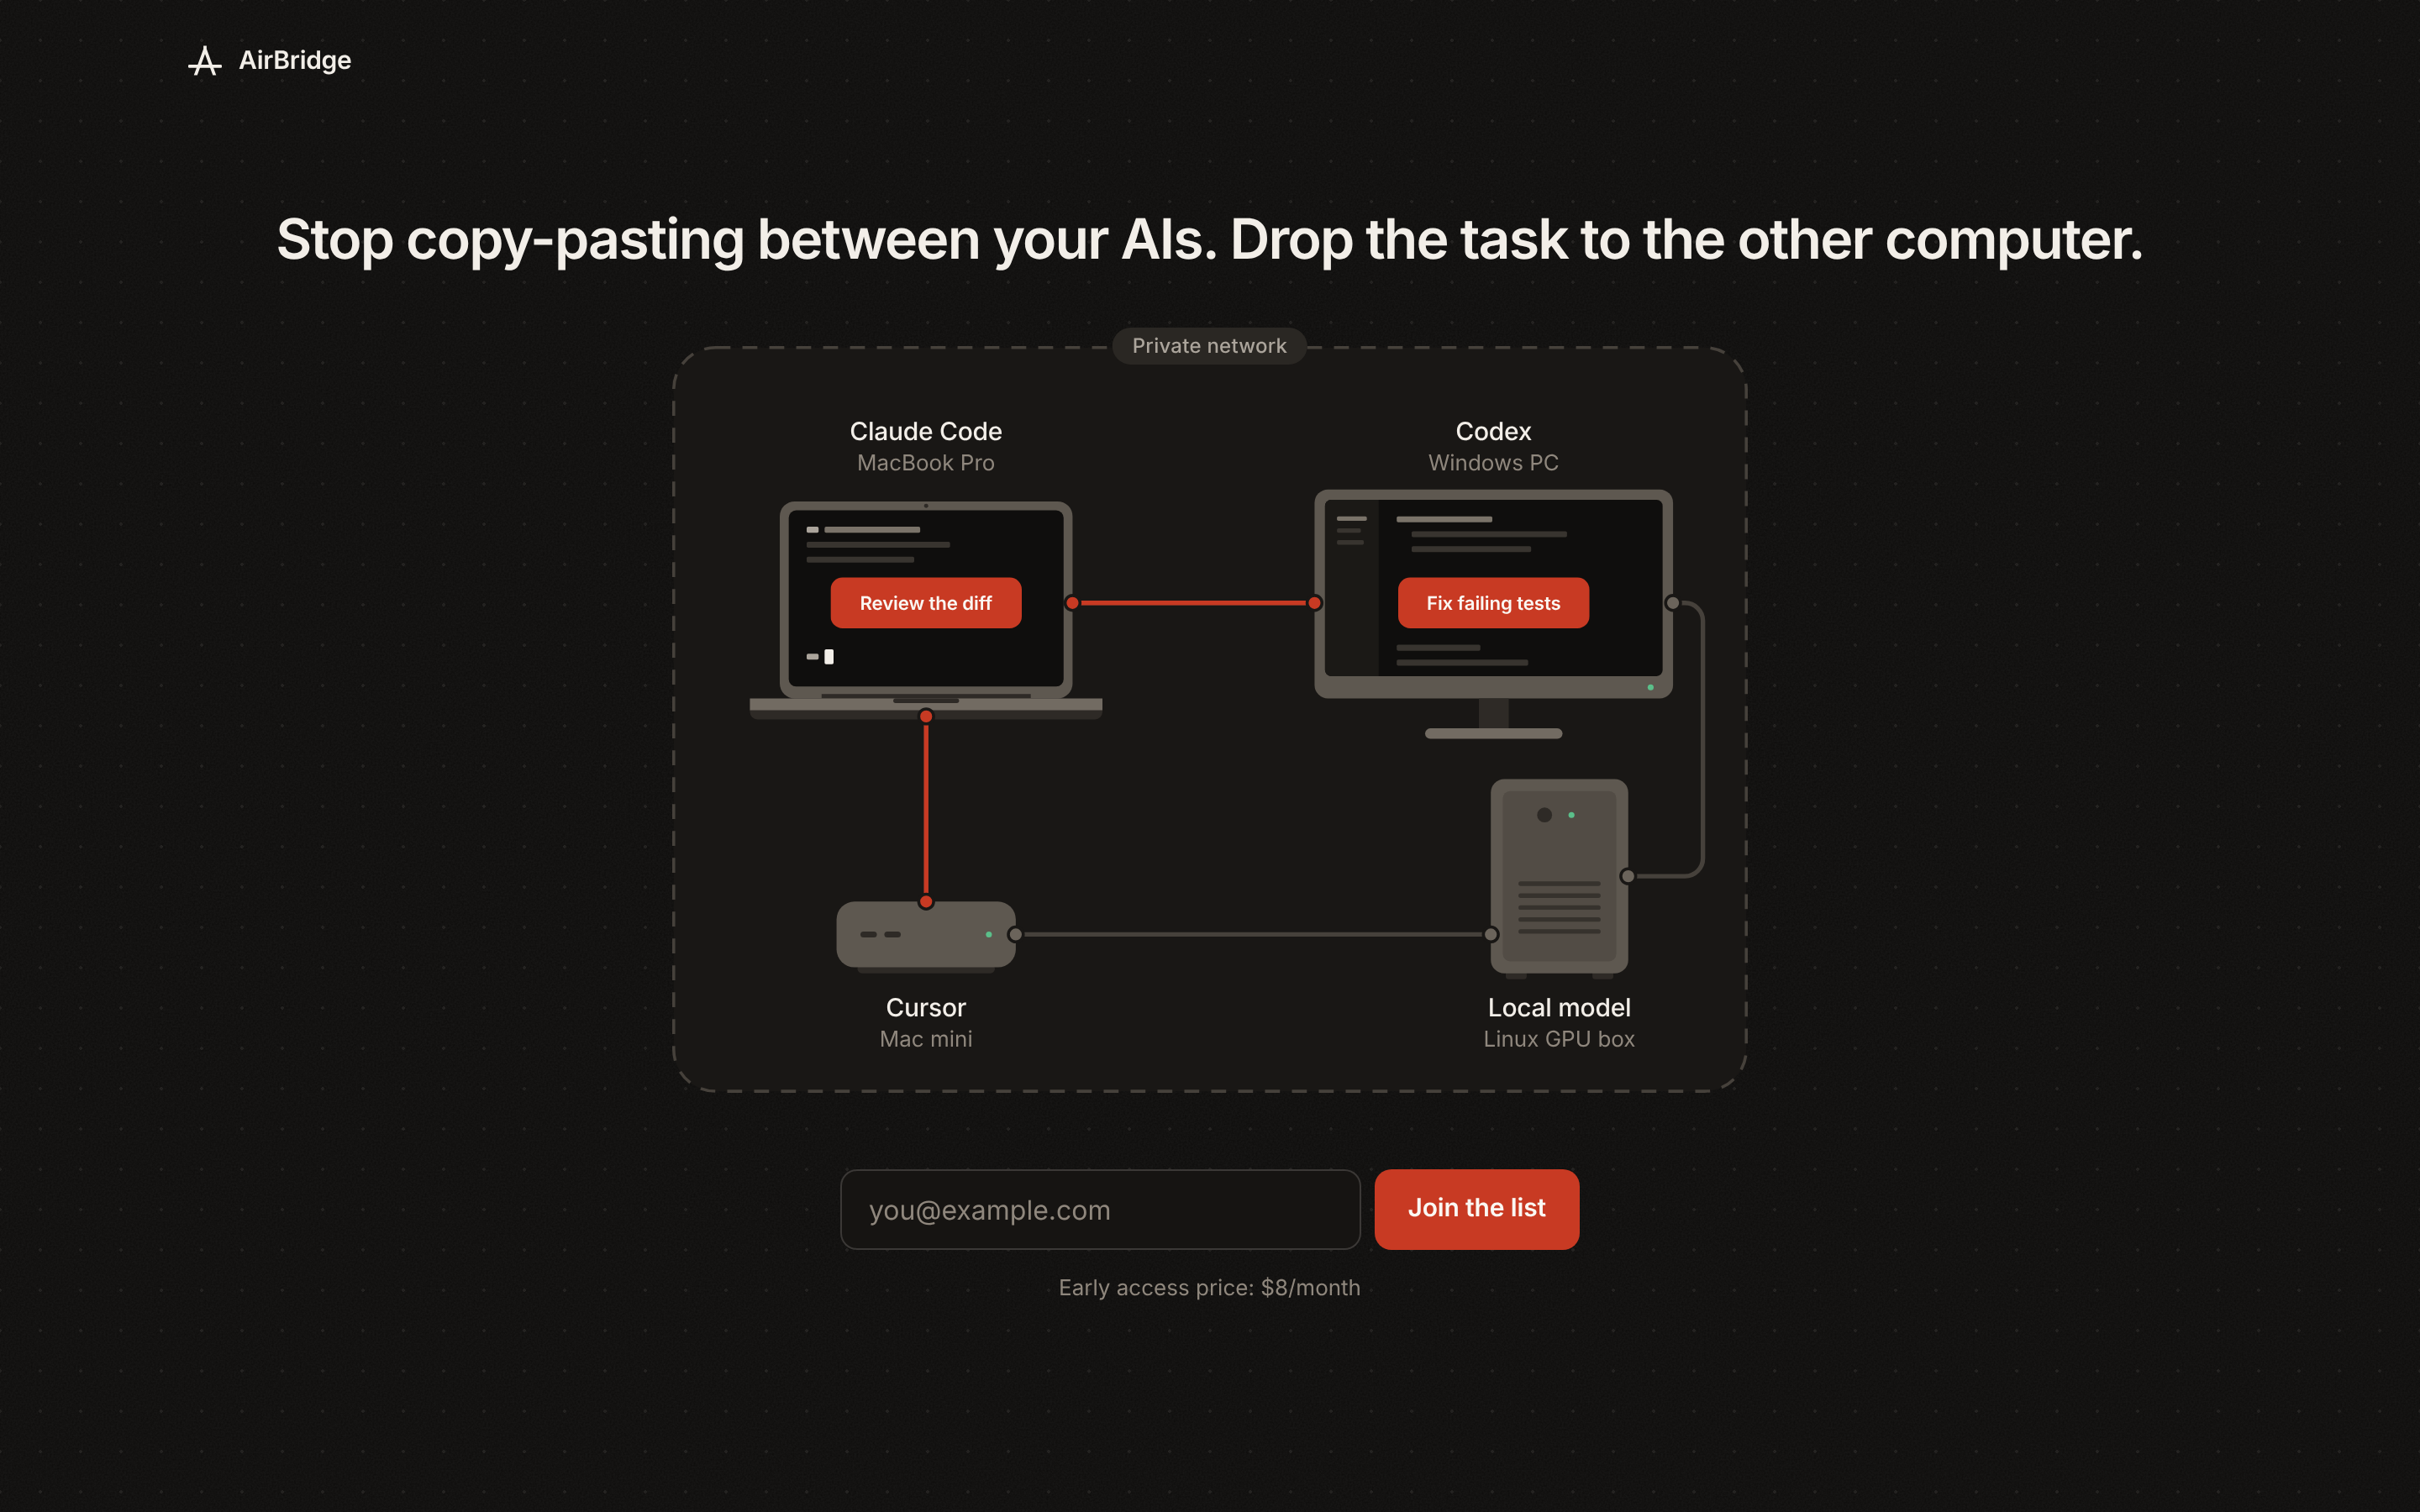 AirBridge
Stop copy-pasting between your AIs. Drop the task to the other computer.
Private network
Claude Code
MacBook Pro
Codex
Windows PC
Review the diff
Fix failing tests
Cursor
Mac mini
Local model
Linux GPU box
you@example.com
Join the list
Early access price: $8/month